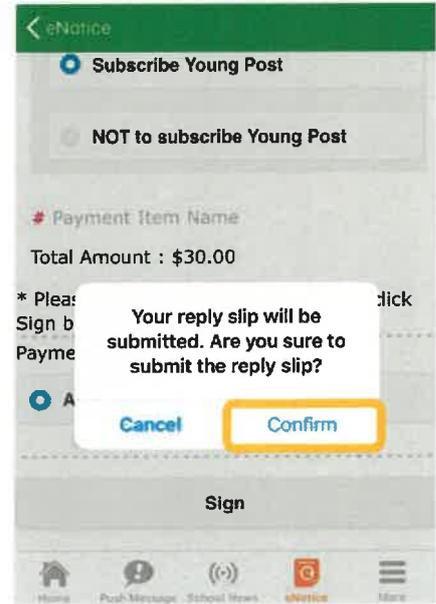 eNotice
Subscribe Young Post
NOT to subscribe Young Post
# Payment Item Name
Total Amount : $30.00
* Pleas
click
Sign b
Payme
A
Your reply slip will be
submitted. Are you sure to
submit the reply slip?
Cancel
Confirm
Sign
Home
Push Message
School News
eNotice
More